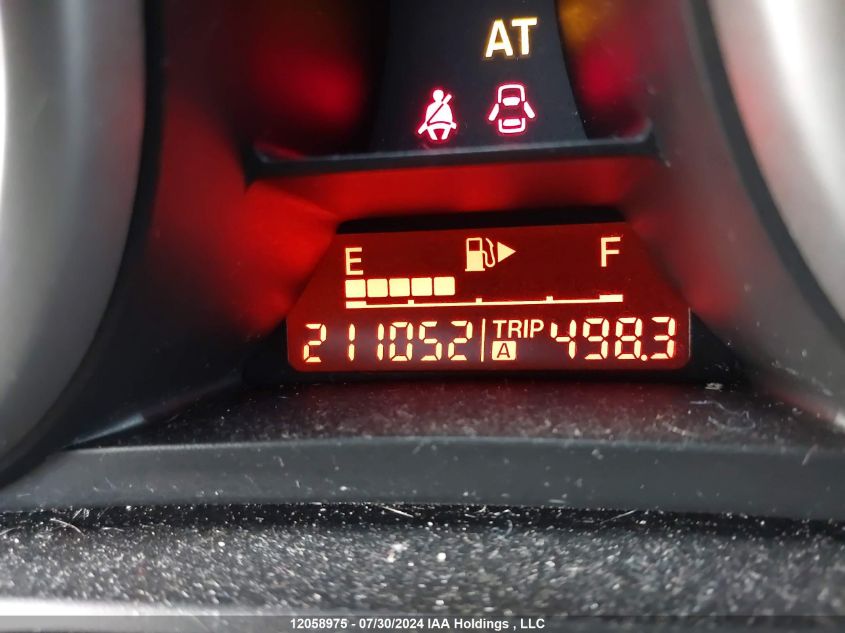 AT
E F
211052 TRIP A 498.3
12058975 - 07/30/2024 IAA Holdings , LLC